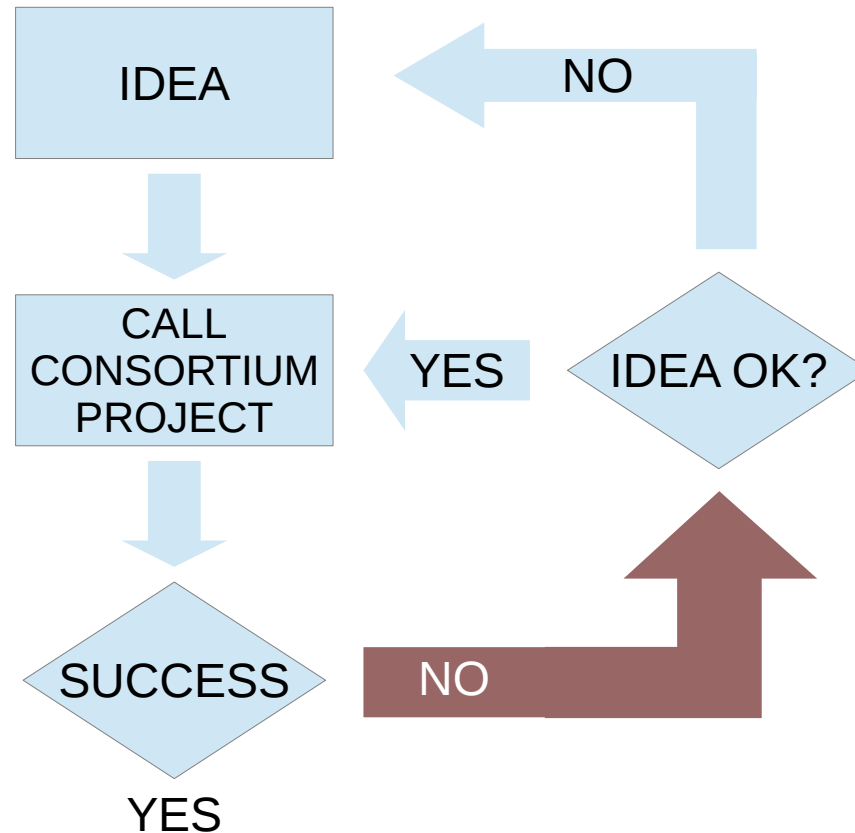 IDEA
NO
CALL
CONSORTIUM
PROJECT
YES
IDEA OK?
SUCCESS
NO
YES